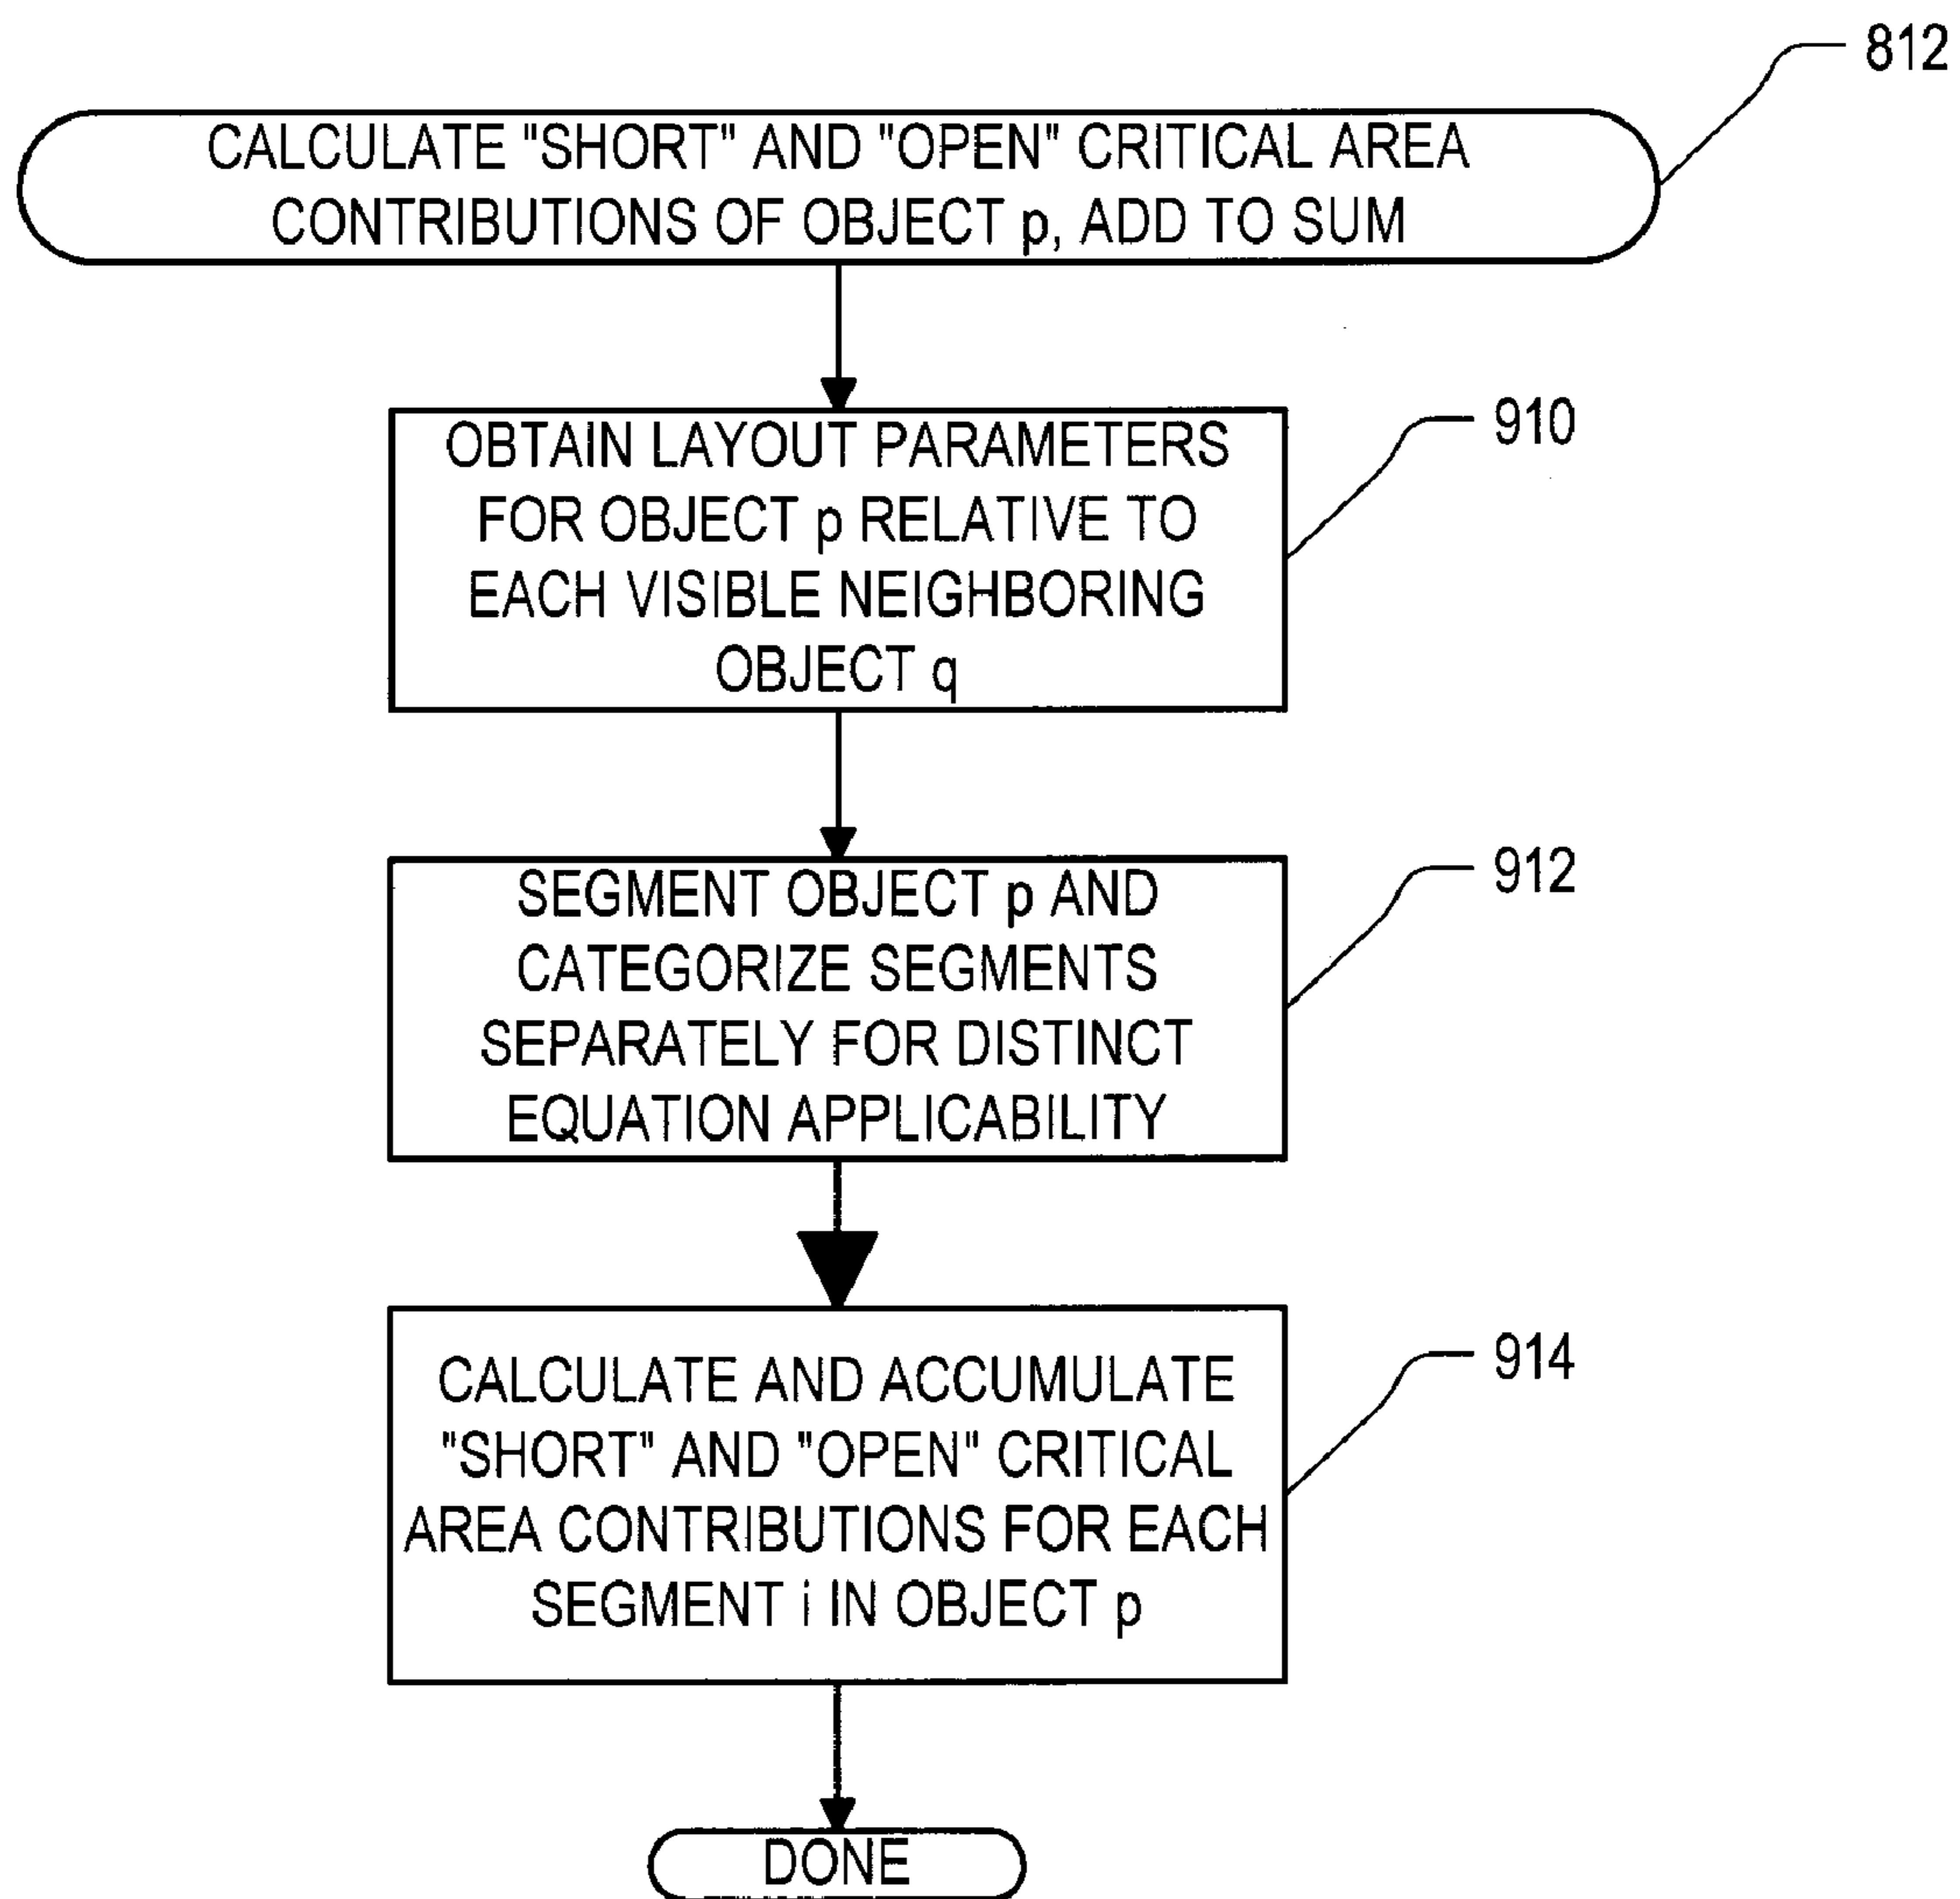 812
CALCULATE "SHORT" AND "OPEN" CRITICAL AREA
CONTRIBUTIONS OF OBJECT p, ADD TO SUM
910
OBTAIN LAYOUT PARAMETERS
FOR OBJECT p RELATIVE TO
EACH VISIBLE NEIGHBORING
OBJECT q
912
SEGMENT OBJECT p AND
CATEGORIZE SEGMENTS
SEPARATELY FOR DISTINCT
EQUATION APPLICABILITY
914
CALCULATE AND ACCUMULATE
"SHORT" AND "OPEN" CRITICAL
AREA CONTRIBUTIONS FOR EACH
SEGMENT i IN OBJECT p
DONE